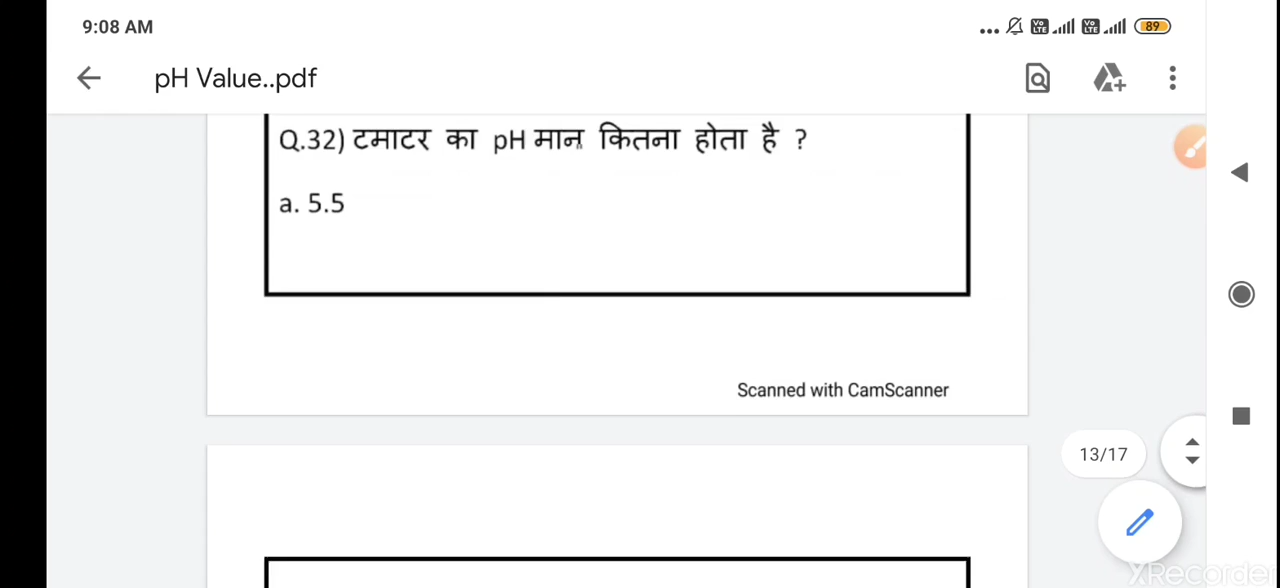 9:08 AM
89
pH Value..pdf
Q.32) टमाटर का pH मान कितना होता है ?
a. 5.5
Scanned with CamScanner
13/17
XRecorder